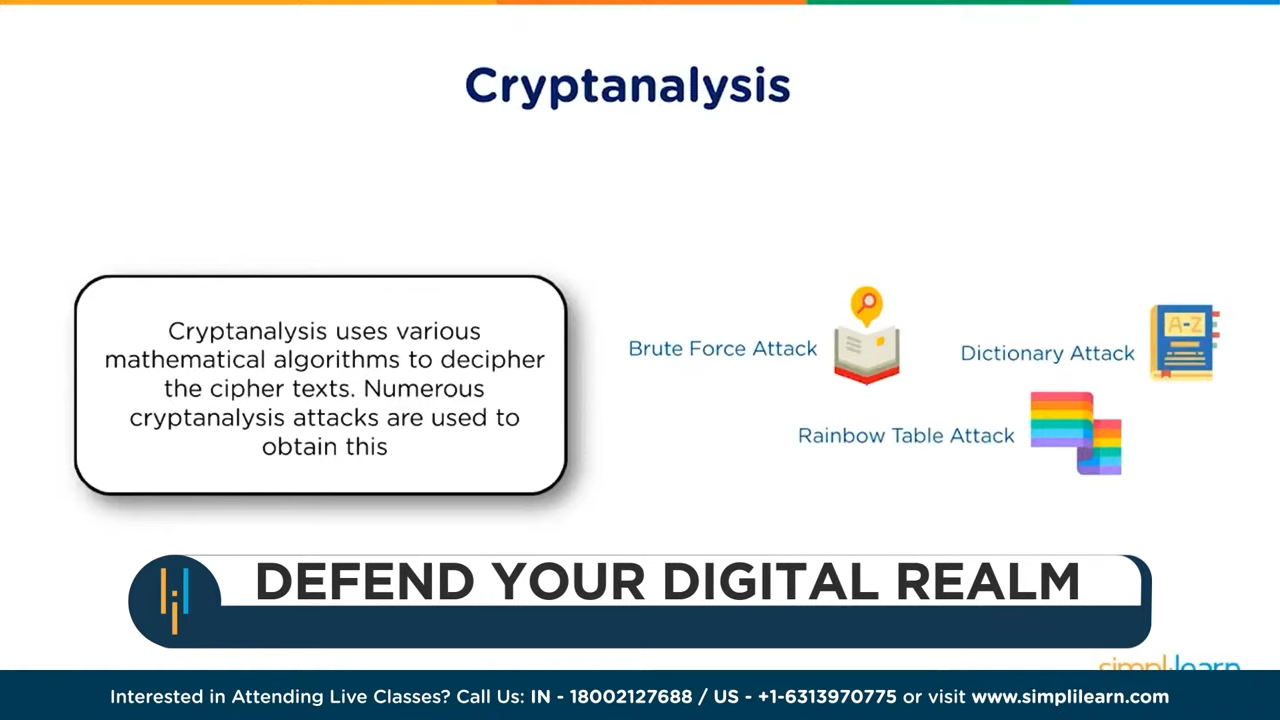 Cryptanalysis
Cryptanalysis uses various
mathematical algorithms to decipher
the cipher texts. Numerous
cryptanalysis attacks are used to
obtain this
Brute Force Attack
Dictionary Attack
A-Z
Rainbow Table Attack
DEFEND YOUR DIGITAL REALM
simplilearn
Interested in Attending Live Classes? Call Us: IN - 18002127688 / US - +1-6313970775 or visit www.simplilearn.com